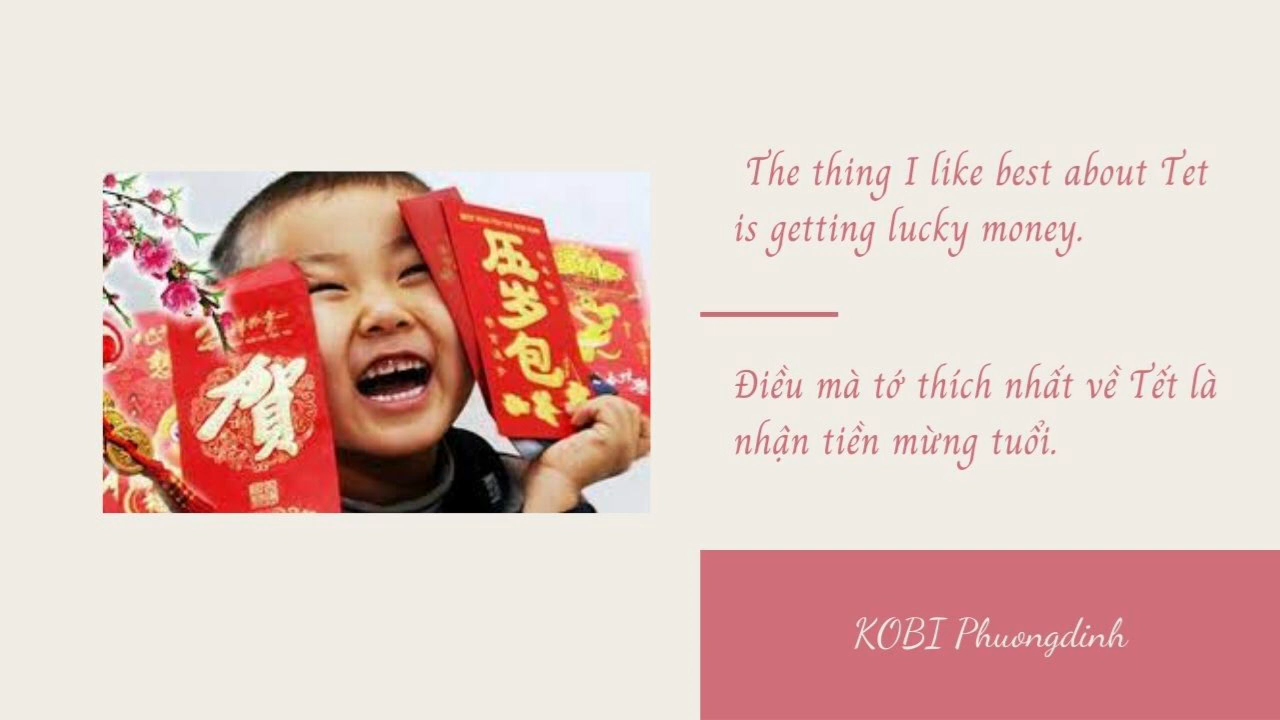 The thing I like best about Tet
is getting lucky money.
Điều mà tớ thích nhất về Tết là
nhận tiền mừng tuổi.
KOBI Phuongdinh
賀
压岁包